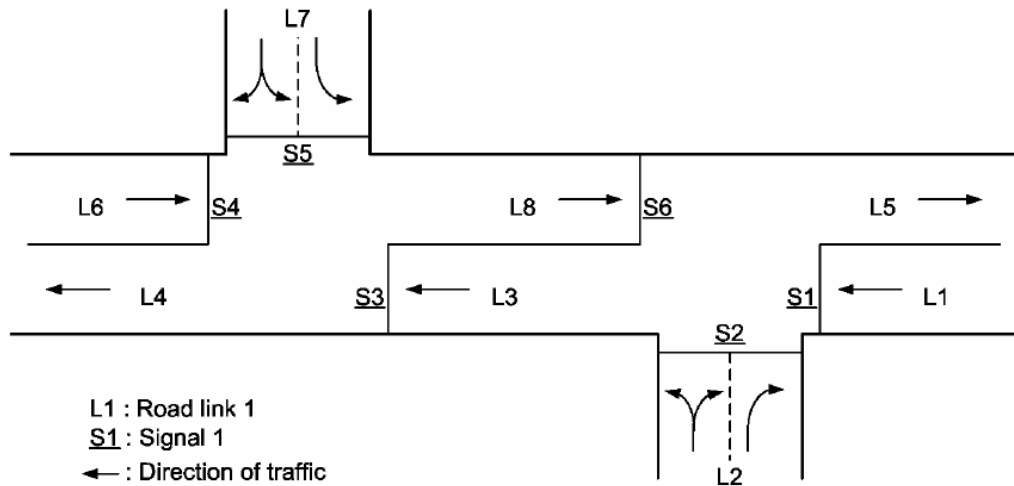 L7
S5
L6 S4 L8 S6 L5
L4 S3 L3 S1 L1
S2
L2
L1 : Road link 1
S1 : Signal 1
: Direction of traffic